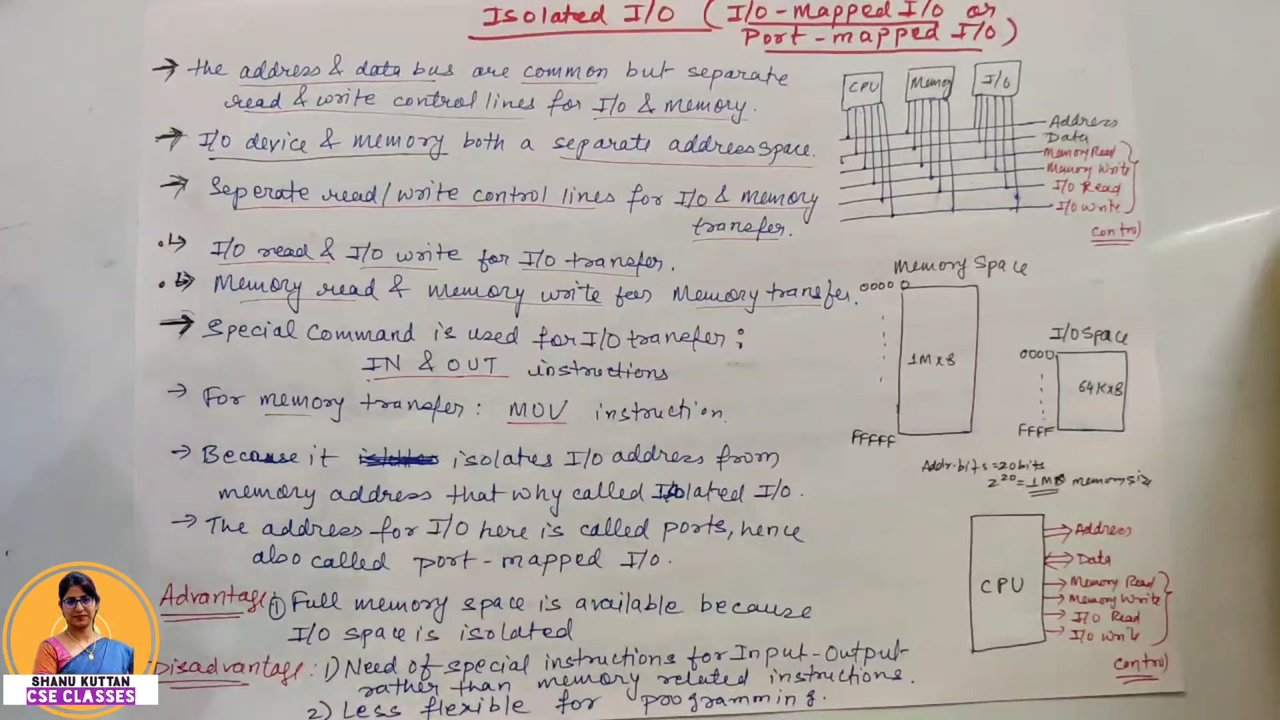 Isolated I/O (I/O-mapped I/O or
Port-mapped I/O)
→ the address & data bus are common but separate
read & write control lines for I/o & memory.
→ I/o device & memory both a separate address space.
→ Seperate read/write control lines for I/o & memory
transfer.
I/o read & I/o write for I/o transfer.
Memory read & memory write for Memory transfer.
→ Special Command is used for I/o transfer:
IN & OUT instructions
→ For memory transfer: MOV instruction.
→ Because it isolates I/o address from
memory address that why called Isolated I/o.
→ The address for I/o here is called ports, hence
also called port-mapped I/o.
Advantage: ① Full memory space is available because
I/o space is isolated
Disadvantage: 1) Need of special instructions for Input-Output
rather than memory related instructions.
2) Less flexible for programming.
CPU
Memory
I/o
Address
Data
Memory Read
Memory Write
I/o Read
I/o Write
Control
Memory Space
00000
1M x 8
FFFFF
I/o Space
0000
64K x 8
FFFF
Addr. bits = 20 bits
2^20 = 1MB memory size
CPU
Address
Data
Memory Read
Memory Write
I/o Read
I/o Write
Control
SHANU KUTTAN
CSE CLASSES